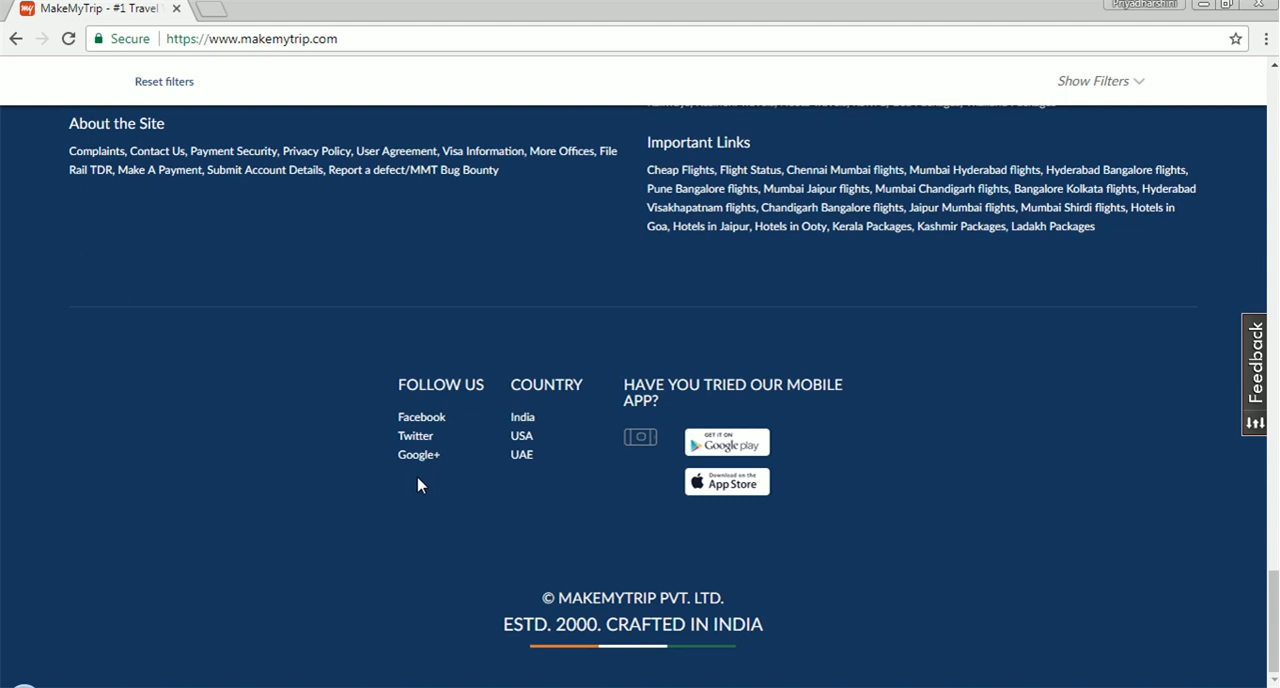 MakeMyTrip - #1 Travel
Priyadharshini
Secure
https://www.makemytrip.com
Reset filters
Show Filters
About the Site
Complaints, Contact Us, Payment Security, Privacy Policy, User Agreement, Visa Information, More Offices, File
Rail TDR, Make A Payment, Submit Account Details, Report a defect/MMT Bug Bounty
Important Links
Cheap Flights, Flight Status, Chennai Mumbai flights, Mumbai Hyderabad flights, Hyderabad Bangalore flights,
Pune Bangalore flights, Mumbai Jaipur flights, Mumbai Chandigarh flights, Bangalore Kolkata flights, Hyderabad
Visakhapatnam flights, Chandigarh Bangalore flights, Jaipur Mumbai flights, Mumbai Shirdi flights, Hotels in
Goa, Hotels in Jaipur, Hotels in Ooty, Kerala Packages, Kashmir Packages, Ladakh Packages
Feedback
FOLLOW US
Facebook
Twitter
Google+
COUNTRY
India
USA
UAE
HAVE YOU TRIED OUR MOBILE
APP?
GET IT ON
Google play
Download on the
App Store
© MAKEMYTRIP PVT. LTD.
ESTD. 2000. CRAFTED IN INDIA